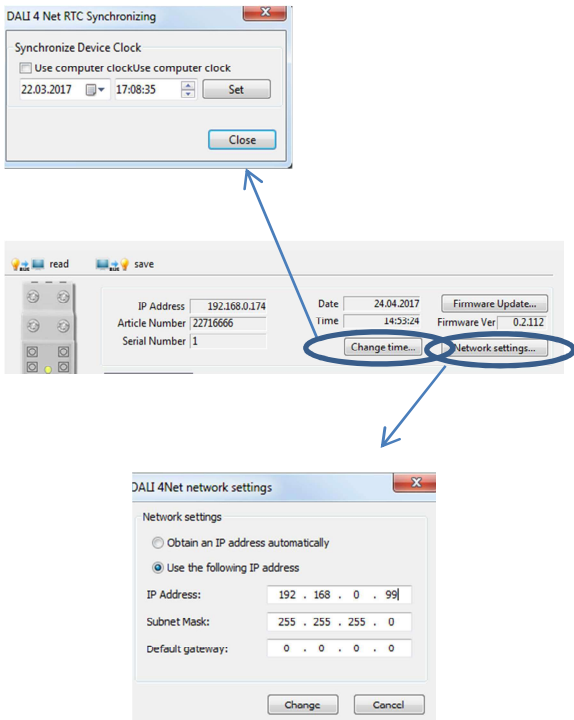 DALI 4 Net RTC Synchronizing
Synchronize Device Clock
Use computer clockUse computer clock
22.03.2017 17:08:35 Set
Close
BUS read BUS save
IP Address 192.168.0.174 Date 24.04.2017 Firmware Update...
Article Number 22716666 Time 14:53:24 Firmware Ver 0.2.112
Serial Number 1 Change time... Network settings...
DALI 4Net network settings
Network settings
Obtain an IP address automatically
Use the following IP address
IP Address: 192 . 168 . 0 . 99
Subnet Mask: 255 . 255 . 255 . 0
Default gateway: 0 . 0 . 0 . 0
Change Cancel